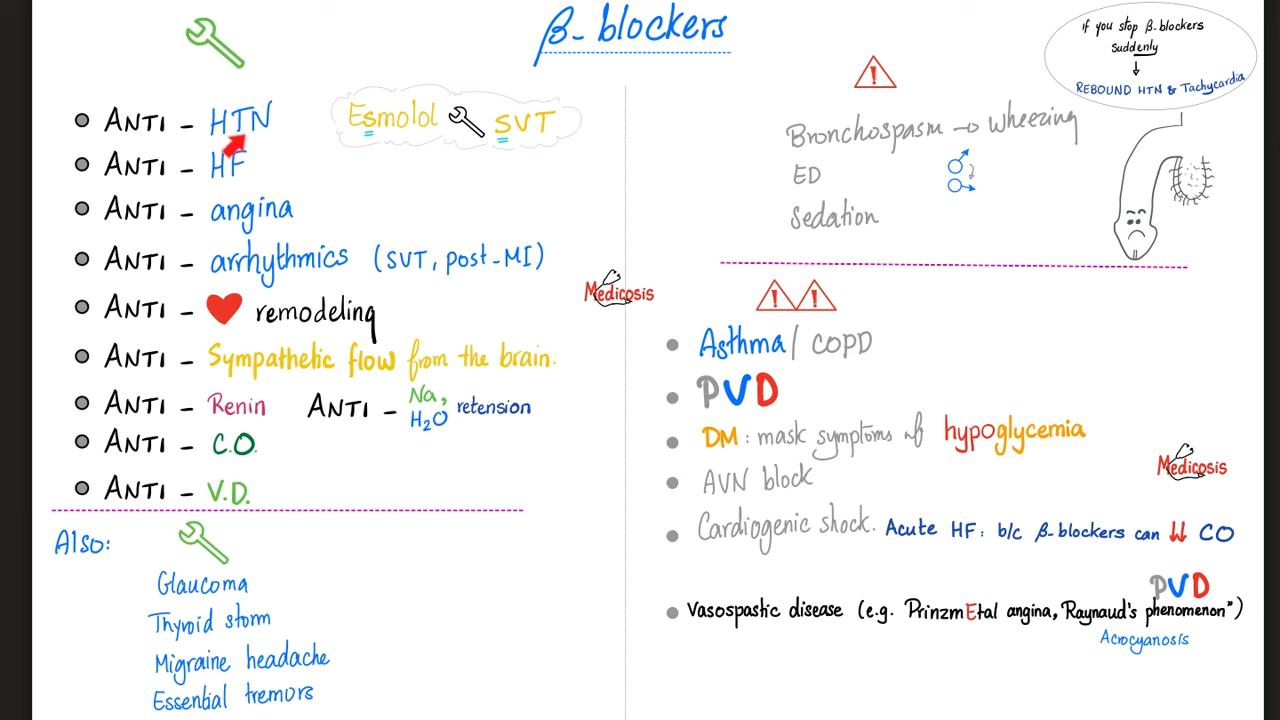 β-blockers
ANTI - HTN
Esmolol SVT
ANTI - HF
ANTI - angina
ANTI - arrhythmics (SVT, post-MI)
ANTI - remodeling
ANTI - Sympathetic flow from the brain.
ANTI - Renin ANTI - Na, H₂O retension
ANTI - C.O.
ANTI - V.D.
Also:
Glaucoma
Thyroid storm
Migraine headache
Essential tremors
Medicosis
if you stop β.blockers
Suddenly
↓
REBOUND HTN & Tachycardia
Bronchospasm → wheezing
ED
Sedation
Asthma / COPD
PVD
DM: mask symptoms of hypoglycemia
AVN block
Medicosis
Cardiogenic shock. Acute HF: b/c β-blockers can ↓↓ CO
PVD
Vasospastic disease (e.g. PrinzmEtal angina, Raynaud's phenomenon")
Acrocyanosis